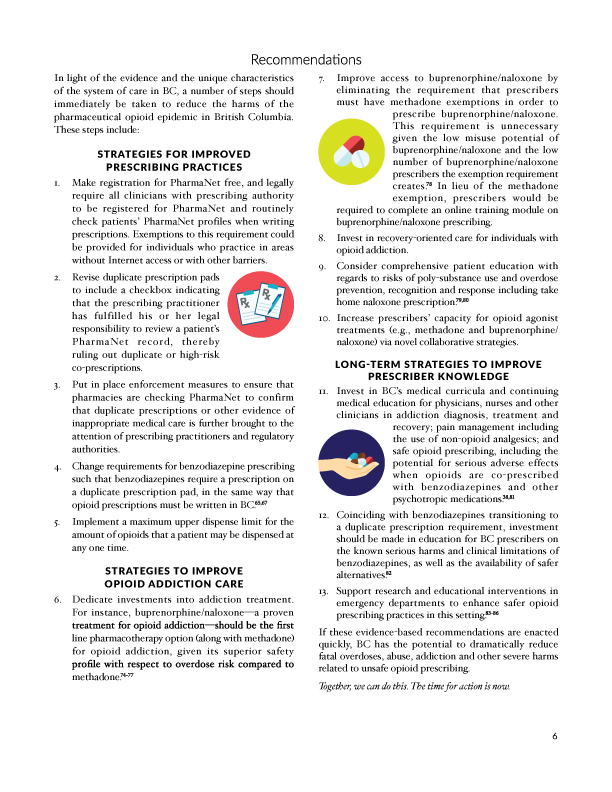 Recommendations
In light of the evidence and the unique characteristics
of the system of care in BC, a number of steps should
immediately be taken to reduce the harms of the
pharmaceutical opioid epidemic in British Columbia.
These steps include:
STRATEGIES FOR IMPROVED
PRESCRIBING PRACTICES
1. Make registration for PharmaNet free, and legally
require all clinicians with prescribing authority
to be registered for PharmaNet and routinely
check patients' PharmaNet profiles when writing
prescriptions. Exemptions to this requirement could
be provided for individuals who practice in areas
without Internet access or with other barriers.
2. Revise duplicate prescription pads
to include a checkbox indicating
that the prescribing practitioner
has fulfilled his or her legal
responsibility to review a patient's
PharmaNet record, thereby
ruling out duplicate or high-risk
co-prescriptions.
3. Put in place enforcement measures to ensure that
pharmacies are checking PharmaNet to confirm
that duplicate prescriptions or other evidence of
inappropriate medical care is further brought to the
attention of prescribing practitioners and regulatory
authorities.
4. Change requirements for benzodiazepine prescribing
such that benzodiazepines require a prescription on
a duplicate prescription pad, in the same way that
opioid prescriptions must be written in BC.65,67
5. Implement a maximum upper dispense limit for the
amount of opioids that a patient may be dispensed at
any one time.
STRATEGIES TO IMPROVE
OPIOID ADDICTION CARE
6. Dedicate investments into addiction treatment.
For instance, buprenorphine/naloxone—a proven
treatment for opioid addiction—should be the first
line pharmacotherapy option (along with methadone)
for opioid addiction, given its superior safety
profile with respect to overdose risk compared to
methadone.74-77
7. Improve access to buprenorphine/naloxone by
eliminating the requirement that prescribers
must have methadone exemptions in order to
prescribe buprenorphine/naloxone.
This requirement is unnecessary
given the low misuse potential of
buprenorphine/naloxone and the low
number of buprenorphine/naloxone
prescribers the exemption requirement
creates.78 In lieu of the methadone
exemption, prescribers would be
required to complete an online training module on
buprenorphine/naloxone prescribing.
8. Invest in recovery-oriented care for individuals with
opioid addiction.
9. Consider comprehensive patient education with
regards to risks of poly-substance use and overdose
prevention, recognition and response including take
home naloxone prescription.79,80
10. Increase prescribers' capacity for opioid agonist
treatments (e.g., methadone and buprenorphine/
naloxone) via novel collaborative strategies.
LONG-TERM STRATEGIES TO IMPROVE
PRESCRIBER KNOWLEDGE
11. Invest in BC's medical curricula and continuing
medical education for physicians, nurses and other
clinicians in addiction diagnosis, treatment and
recovery; pain management including
the use of non-opioid analgesics; and
safe opioid prescribing, including the
potential for serious adverse effects
when opioids are co-prescribed
with benzodiazepines and other
psychotropic medications.38,81
12. Coinciding with benzodiazepines transitioning to
a duplicate prescription requirement, investment
should be made in education for BC prescribers on
the known serious harms and clinical limitations of
benzodiazepines, as well as the availability of safer
alternatives.82
13. Support research and educational interventions in
emergency departments to enhance safer opioid
prescribing practices in this setting.83-86
If these evidence-based recommendations are enacted
quickly, BC has the potential to dramatically reduce
fatal overdoses, abuse, addiction and other severe harms
related to unsafe opioid prescribing.
Together, we can do this. The time for action is now.
6